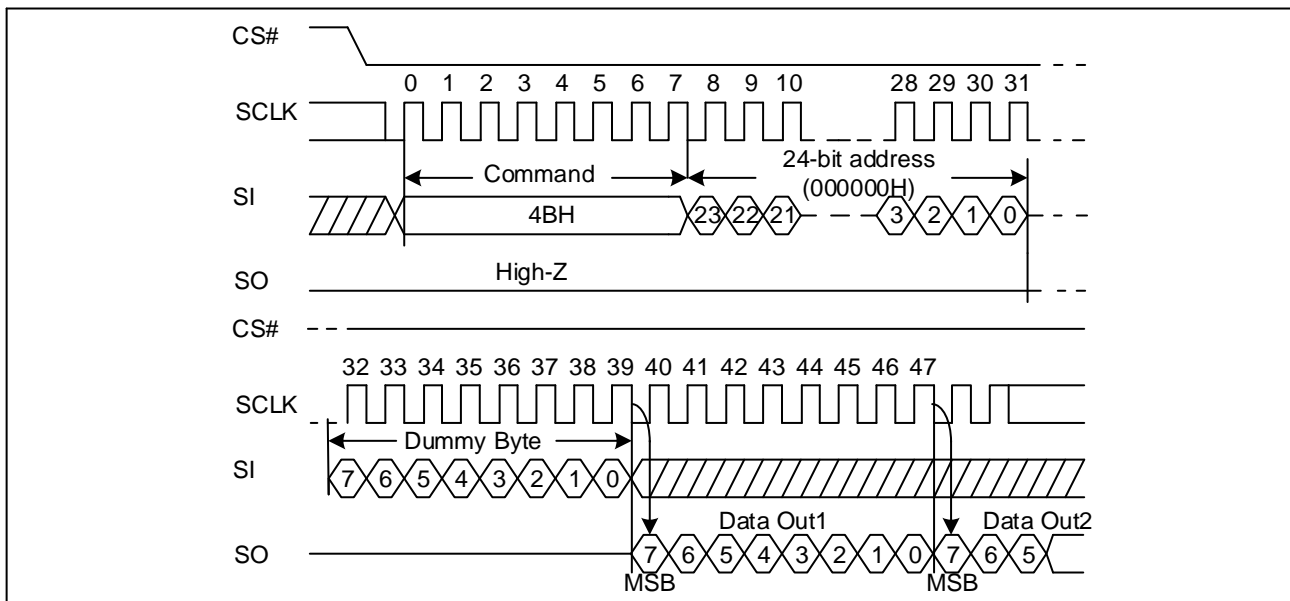 CS#
0 1 2 3 4 5 6 7 8 9 10 28 29 30 31
SCLK
Command
24-bit address
(000000H)
SI
4BH
23 22 21 3 2 1 0
High-Z
SO
CS#
32 33 34 35 36 37 38 39 40 41 42 43 44 45 46 47
SCLK
Dummy Byte
SI
7 6 5 4 3 2 1 0
Data Out1 Data Out2
SO
7 6 5 4 3 2 1 0 7 6 5
MSB MSB